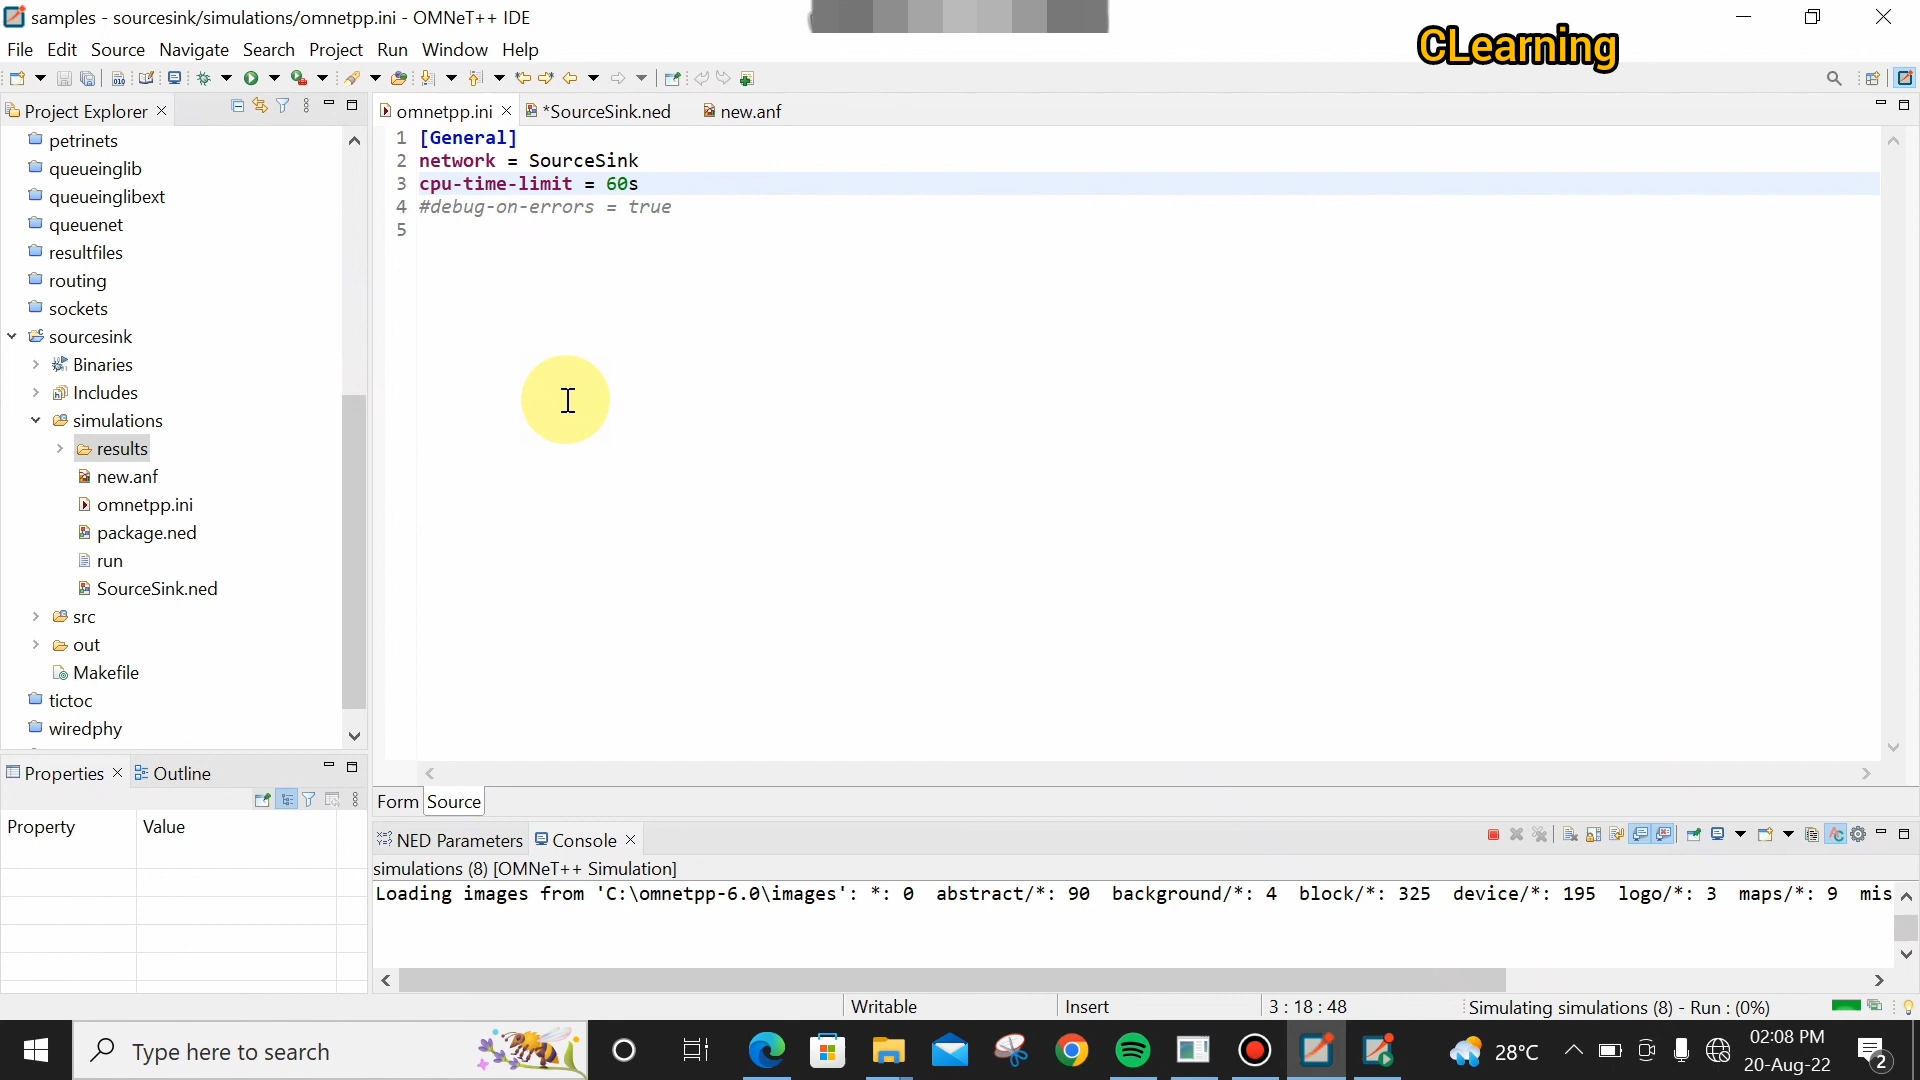 samples - sourcesink/simulations/omnetpp.ini - OMNeT++ IDE
CLearning
File Edit Source Navigate Search Project Run Window Help
Project Explorer
petrinets
queueinglib
queueinglibext
queuenet
resultfiles
routing
sockets
sourcesink
Binaries
Includes
simulations
results
new.anf
omnetpp.ini
package.ned
run
SourceSink.ned
src
out
Makefile
tictoc
wiredphy
omnetpp.ini *SourceSink.ned new.anf
1 [General]
2 network = SourceSink
3 cpu-time-limit = 60s
4 #debug-on-errors = true
5
Form Source
Properties Outline
Property Value
NED Parameters Console
simulations (8) [OMNeT++ Simulation]
Loading images from 'C:\omnetpp-6.0\images': *: 0 abstract/*: 90 background/*: 4 block/*: 325 device/*: 195 logo/*: 3 maps/*: 9 mis
Writable Insert 3 : 18 : 48 Simulating simulations (8) - Run : (0%)
Type here to search
28°C
02:08 PM
20-Aug-22
2